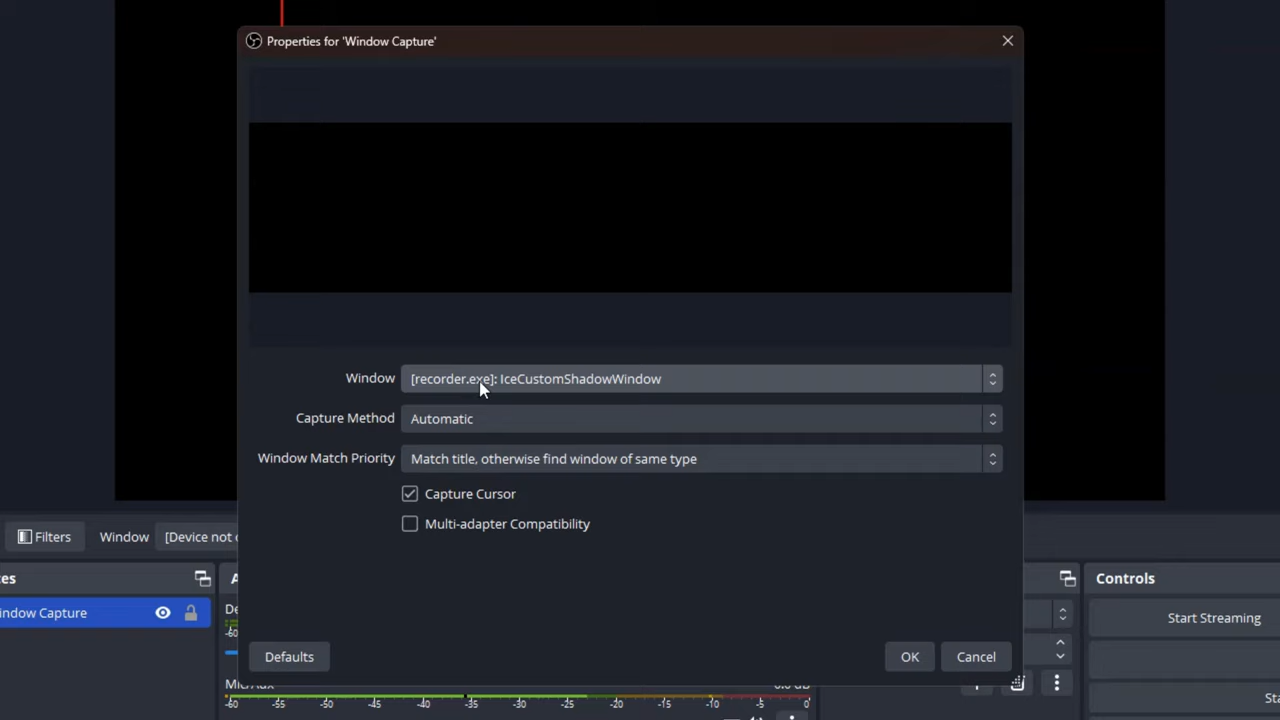 Properties for 'Window Capture'
Window [recorder.exe]: IceCustomShadowWindow
Capture Method Automatic
Window Match Priority Match title, otherwise find window of same type
Capture Cursor
Multi-adapter Compatibility
Defaults OK Cancel
Filters Window [Device not
Controls
indow Capture
Start Streaming
-60 -55 -50 -45 -40 -35 -30 -25 -20 -15 -10 -5 0